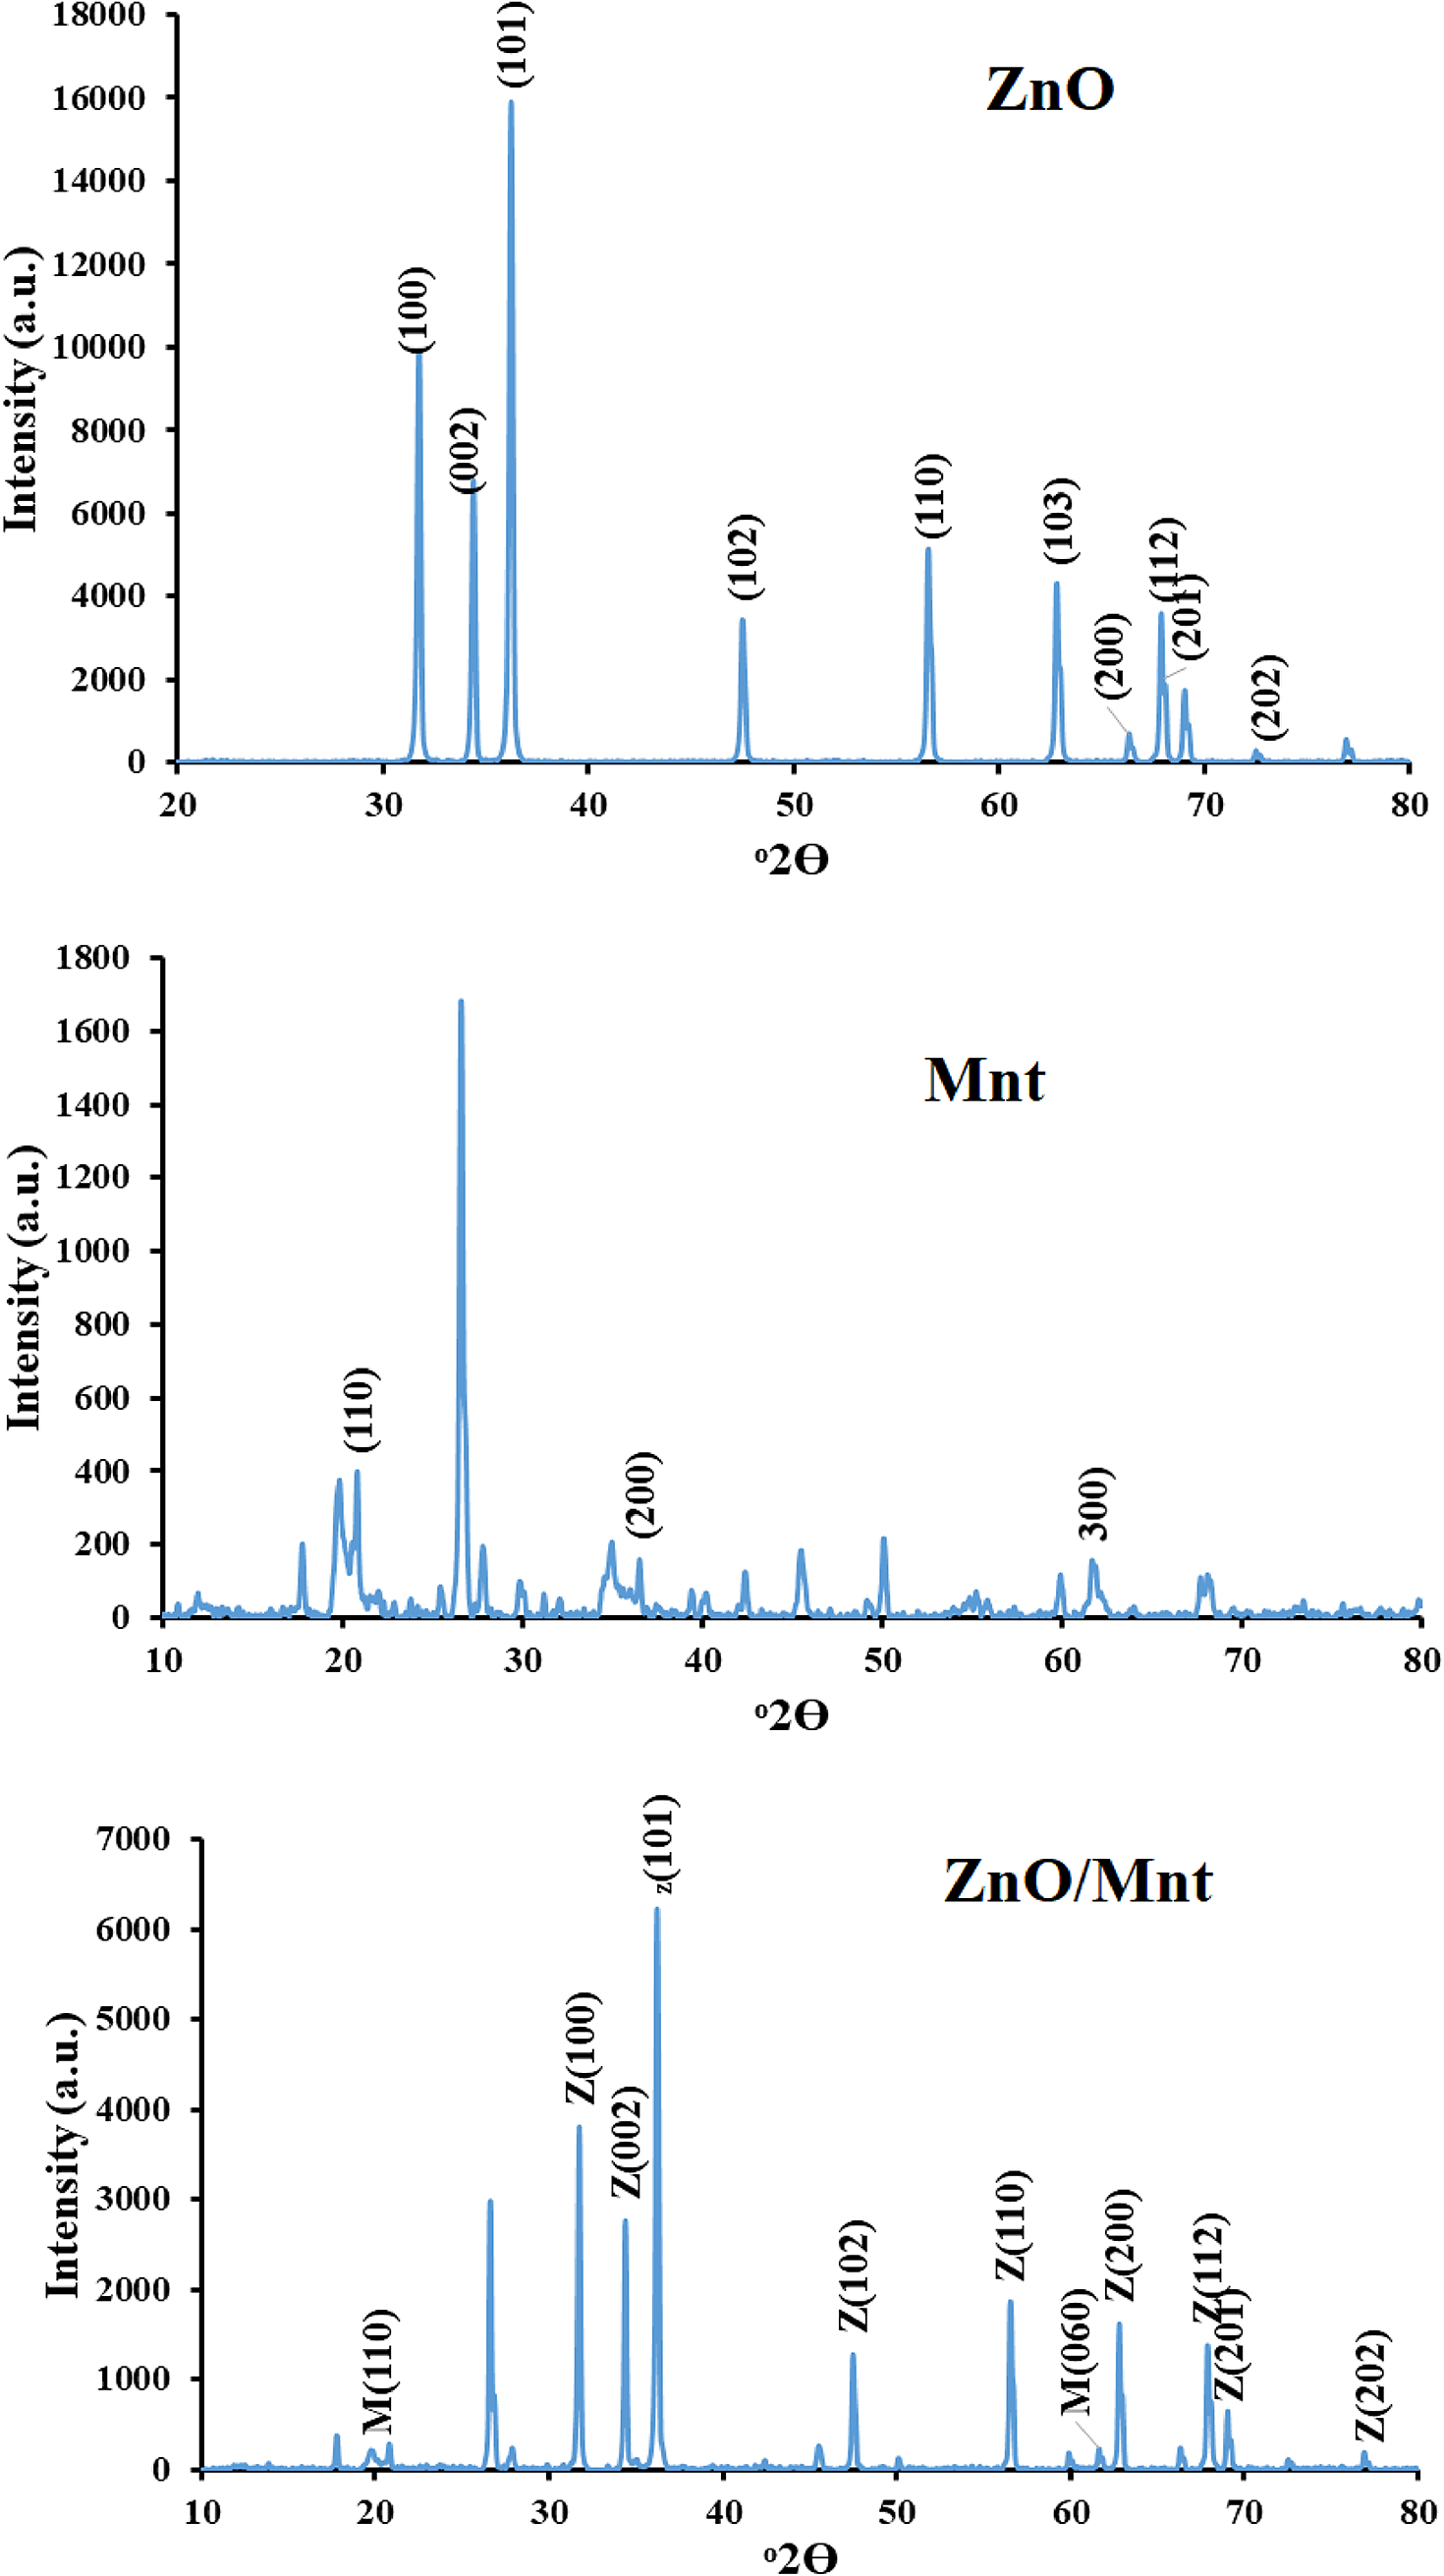 ZnO
Intensity (a.u.)
18000
16000
14000
12000
10000
8000
6000
4000
2000
0
(100)
(002)
(101)
(102)
(110)
(103)
(200)
(112)
(201)
(202)
20 30 40 50 60 70 80
º2Θ
Mnt
Intensity (a.u.)
1800
1600
1400
1200
1000
800
600
400
200
0
(110)
(200)
300)
10 20 30 40 50 60 70 80
º2Θ
ZnO/Mnt
Intensity (a.u.)
7000
6000
5000
4000
3000
2000
1000
0
M(110)
Z(100)
Z(002)
z(101)
Z(102)
Z(110)
M(060)
Z(200)
Z(112)
Z(201)
Z(202)
10 20 30 40 50 60 70 80
º2Θ